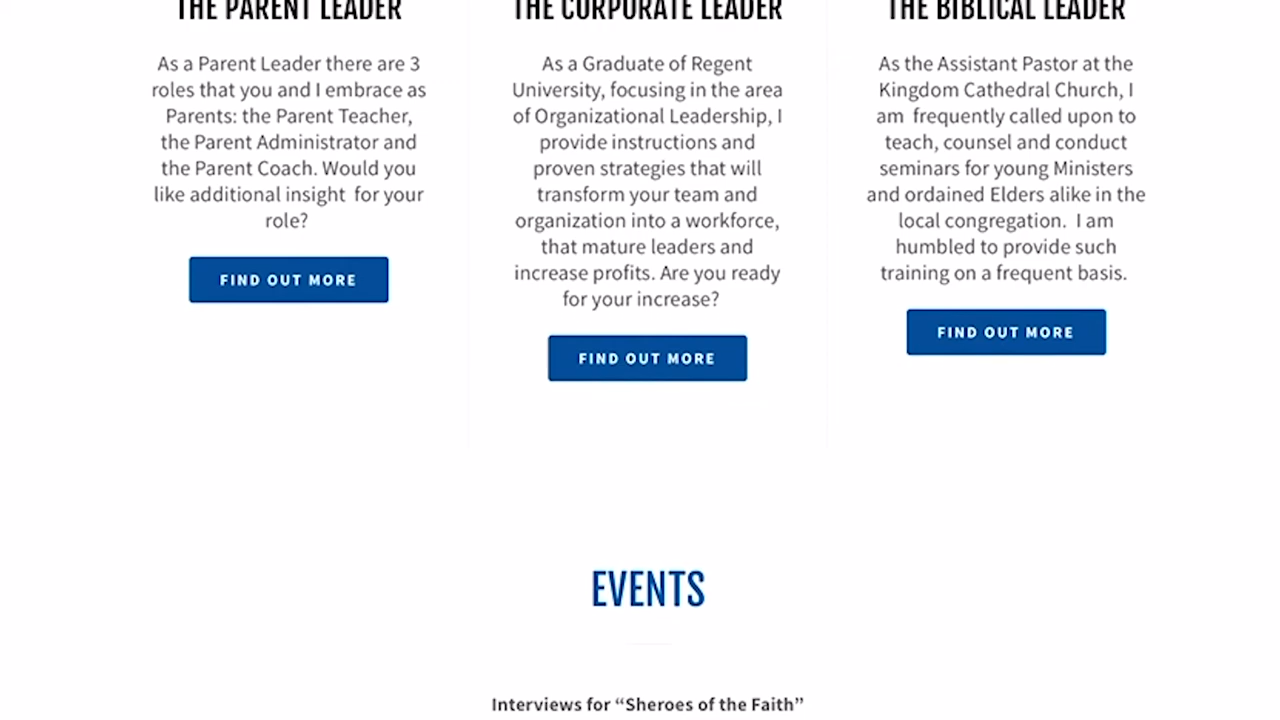 THE PARENT LEADER
As a Parent Leader there are 3
roles that you and I embrace as
Parents: the Parent Teacher,
the Parent Administrator and
the Parent Coach. Would you
like additional insight for your
role?
FIND OUT MORE
THE CORPORATE LEADER
As a Graduate of Regent
University, focusing in the area
of Organizational Leadership, I
provide instructions and
proven strategies that will
transform your team and
organization into a workforce,
that mature leaders and
increase profits. Are you ready
for your increase?
FIND OUT MORE
THE BIBLICAL LEADER
As the Assistant Pastor at the
Kingdom Cathedral Church, I
am frequently called upon to
teach, counsel and conduct
seminars for young Ministers
and ordained Elders alike in the
local congregation. I am
humbled to provide such
training on a frequent basis.
FIND OUT MORE
EVENTS
Interviews for “Sheroes of the Faith”